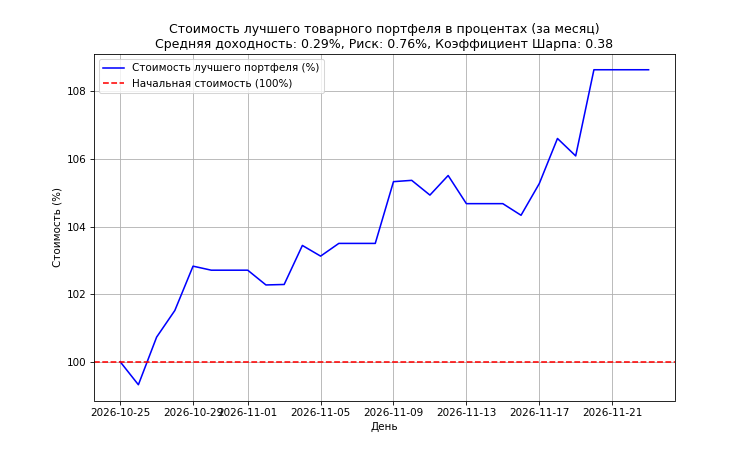 Стоимость лучшего товарного портфеля в процентах (за месяц)
Средняя доходность: 0.29%, Риск: 0.76%, Коэффициент Шарпа: 0.38
Стоимость лучшего портфеля (%)
Начальная стоимость (100%)
Стоимость (%)
108
106
104
102
100
2026-10-25 2026-10-29 2026-11-01 2026-11-05 2026-11-09 2026-11-13 2026-11-17 2026-11-21
День